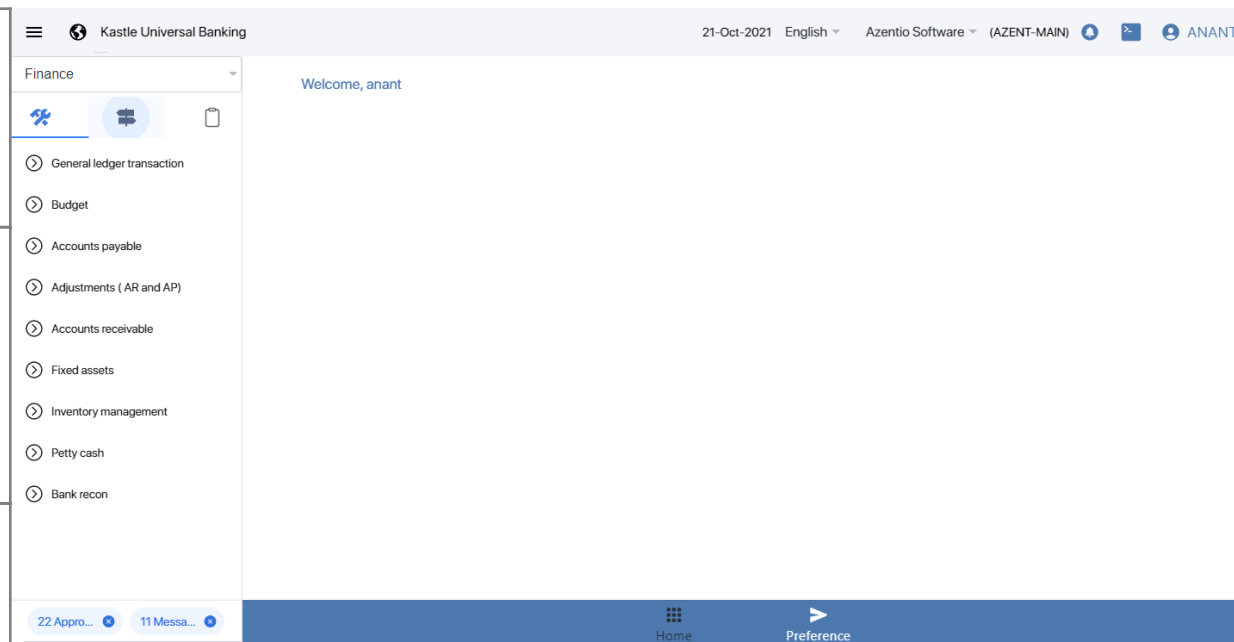 Kastle Universal Banking 21-Oct-2021 English Azentio Software (AZENT-MAIN) ANANT
Finance
Welcome, anant
General ledger transaction
Budget
Accounts payable
Adjustments ( AR and AP)
Accounts receivable
Fixed assets
Inventory management
Petty cash
Bank recon
22 Appro... 11 Messa...
Home Preference